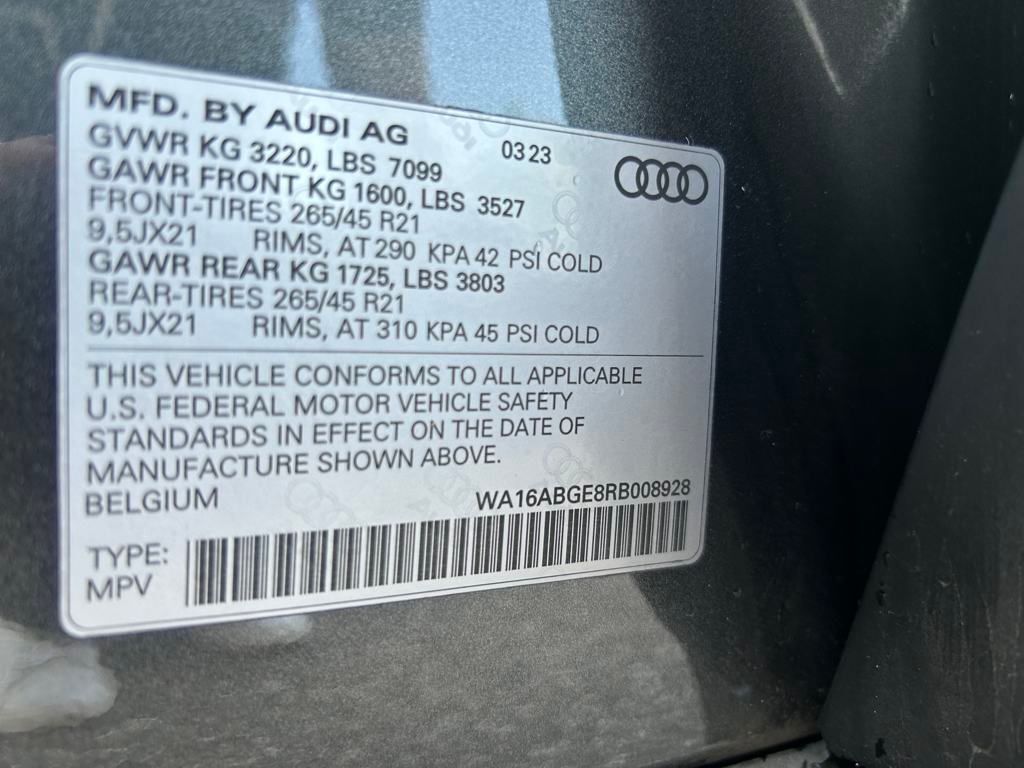 MFD. BY AUDI AG 03 23
GVWR KG 3220, LBS 7099
GAWR FRONT KG 1600, LBS 3527
FRONT-TIRES 265/45 R21
9,5JX21 RIMS, AT 290 KPA 42 PSI COLD
GAWR REAR KG 1725, LBS 3803
REAR-TIRES 265/45 R21
9,5JX21 RIMS, AT 310 KPA 45 PSI COLD
THIS VEHICLE CONFORMS TO ALL APPLICABLE
U.S. FEDERAL MOTOR VEHICLE SAFETY
STANDARDS IN EFFECT ON THE DATE OF
MANUFACTURE SHOWN ABOVE.
BELGIUM WA16ABGE8RB008928
TYPE:
MPV